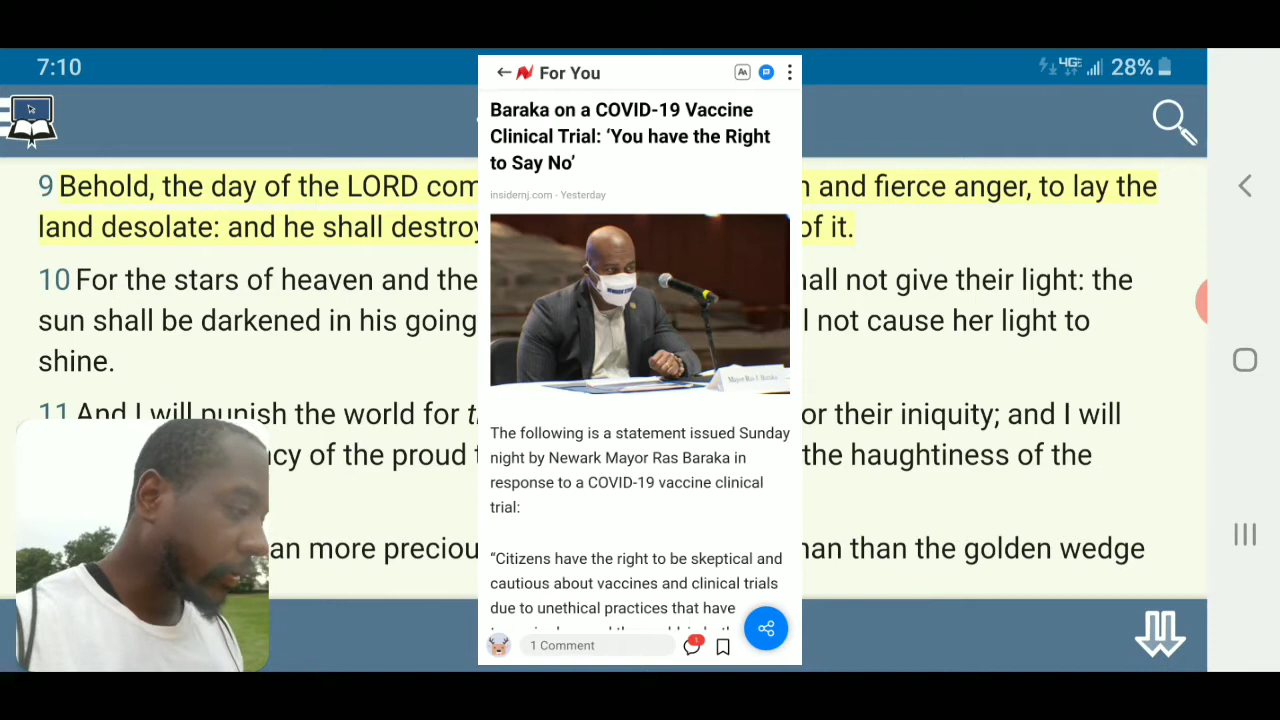 7:10
4GE
28%
For You
AA
Baraka on a COVID-19 Vaccine
Clinical Trial: ‘You have the Right
to Say No’
insidernj.com - Yesterday
Mayor Ras J. Baraka
The following is a statement issued Sunday
night by Newark Mayor Ras Baraka in
response to a COVID-19 vaccine clinical
trial:
“Citizens have the right to be skeptical and
cautious about vaccines and clinical trials
due to unethical practices that have
1 Comment
1
9 Behold, the day of the LORD com
and fierce anger, to lay the
land desolate: and he shall destroy
of it.
10 For the stars of heaven and the
hall not give their light: the
sun shall be darkened in his going
not cause her light to
shine.
11 And I will punish the world for
or their iniquity; and I will
cy of the proud
the haughtiness of the
an more preciou
nan than the golden wedge